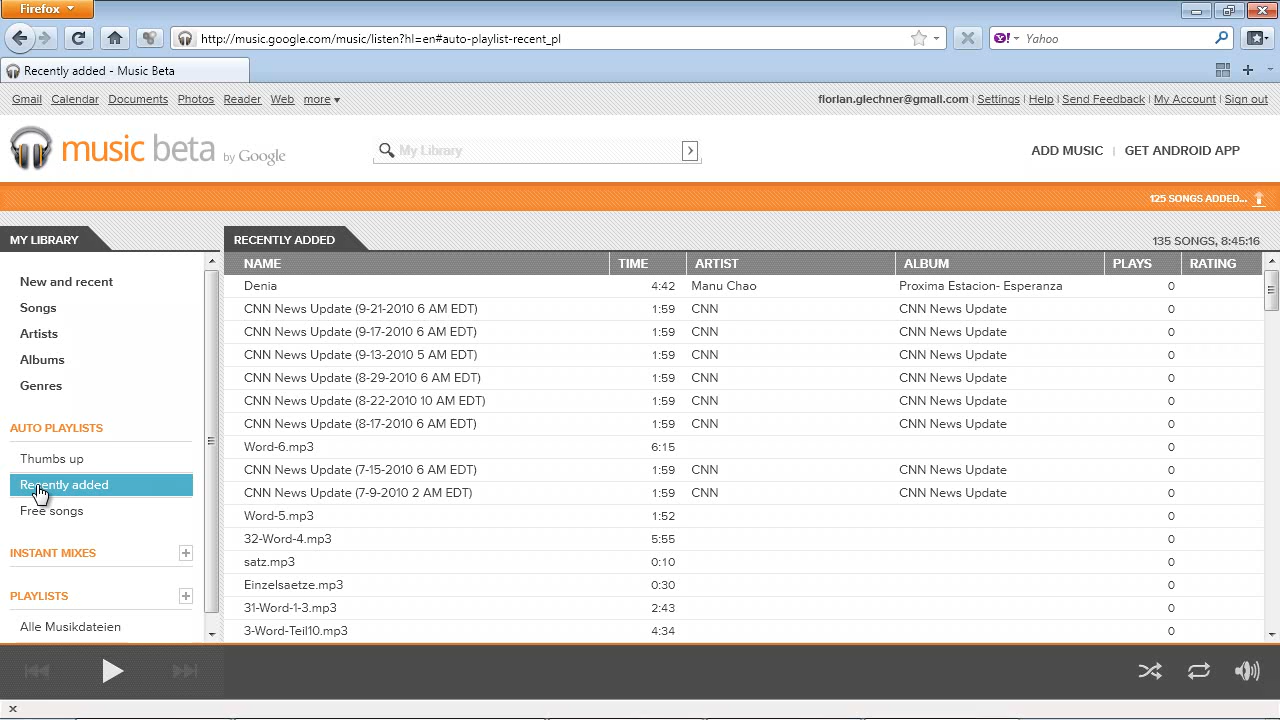 Firefox
http://music.google.com/music/listen?hl=en#auto-playlist-recent_pl
Yahoo
Recently added - Music Beta
Gmail Calendar Documents Photos Reader Web more
florian.glechner@gmail.com | Settings | Help | Send Feedback | My Account | Sign out
music beta by Google
My Library
ADD MUSIC | GET ANDROID APP
125 SONGS ADDED...
MY LIBRARY
New and recent
Songs
Artists
Albums
Genres
AUTO PLAYLISTS
Thumbs up
Recently added
Free songs
INSTANT MIXES
PLAYLISTS
Alle Musikdateien
RECENTLY ADDED
135 SONGS, 8:45:16
NAME TIME ARTIST ALBUM PLAYS RATING
Denia 4:42 Manu Chao Proxima Estacion- Esperanza 0
CNN News Update (9-21-2010 6 AM EDT) 1:59 CNN CNN News Update 0
CNN News Update (9-17-2010 6 AM EDT) 1:59 CNN CNN News Update 0
CNN News Update (9-13-2010 5 AM EDT) 1:59 CNN CNN News Update 0
CNN News Update (8-29-2010 6 AM EDT) 1:59 CNN CNN News Update 0
CNN News Update (8-22-2010 10 AM EDT) 1:59 CNN CNN News Update 0
CNN News Update (8-17-2010 6 AM EDT) 1:59 CNN CNN News Update 0
Word-6.mp3 6:15 0
CNN News Update (7-15-2010 6 AM EDT) 1:59 CNN CNN News Update 0
CNN News Update (7-9-2010 2 AM EDT) 1:59 CNN CNN News Update 0
Word-5.mp3 1:52 0
32-Word-4.mp3 5:55 0
satz.mp3 0:10 0
Einzelsaetze.mp3 0:30 0
31-Word-1-3.mp3 2:43 0
3-Word-Teil10.mp3 4:34 0